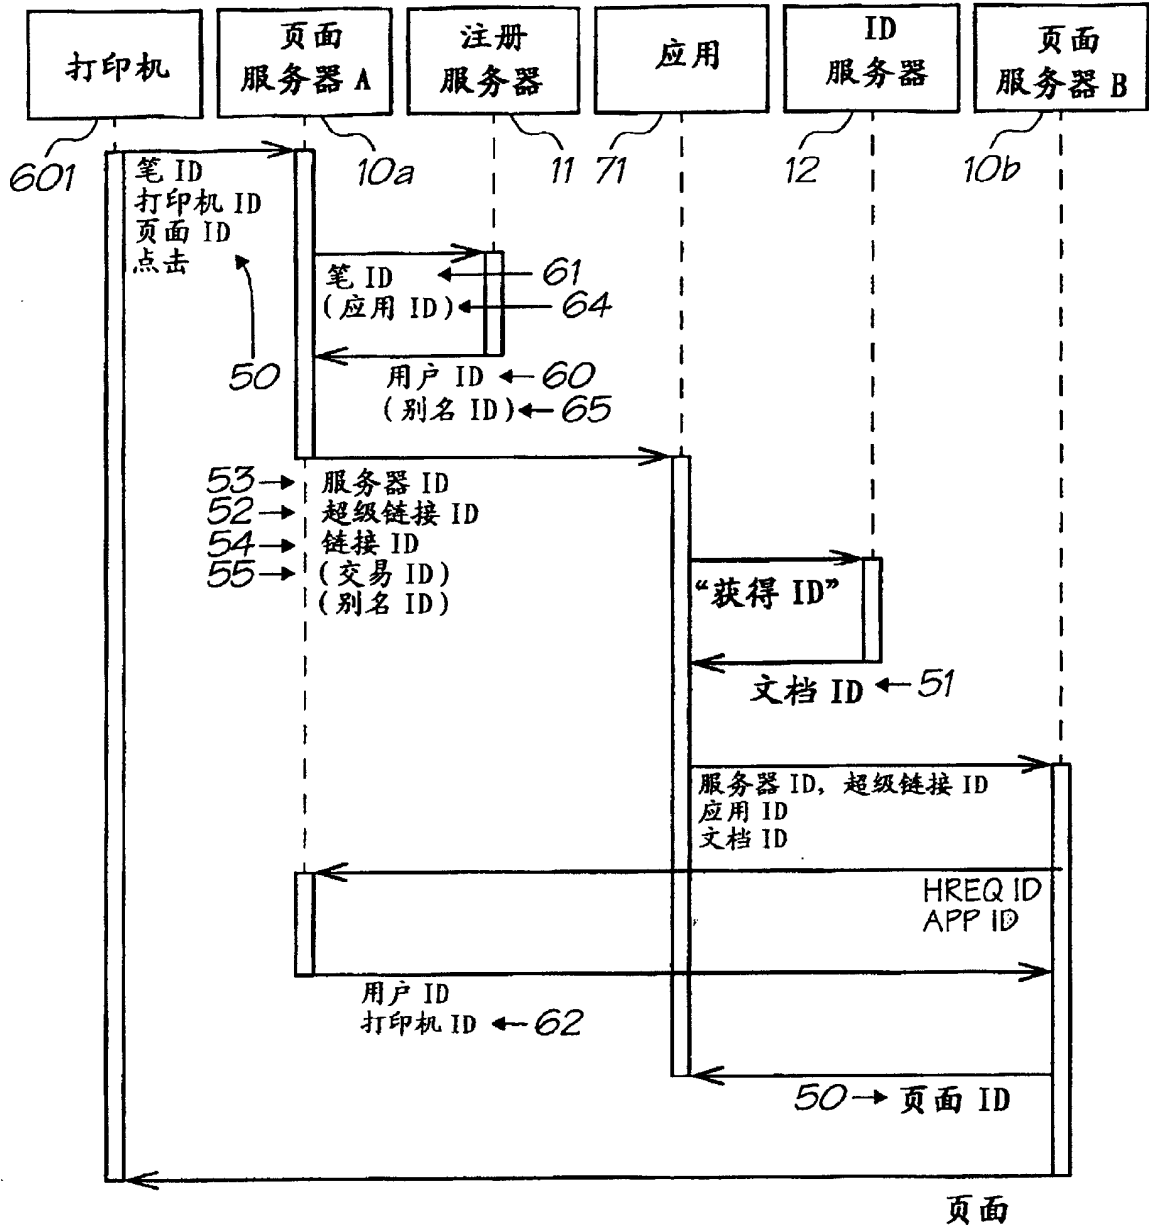 打印机
页面
服务器 A
注册
服务器
应用
ID
服务器
页面
服务器 B
601
10a
11
71
12
10b
笔 ID
打印机 ID
页面 ID
点击
50
笔 ID
61
(应用 ID)
64
用户 ID
60
(别名 ID)
65
53
服务器 ID
52
超级链接 ID
54
链接 ID
55
(交易 ID)
(别名 ID)
“获得 ID”
文档 ID
51
服务器 ID, 超级链接 ID
应用 ID
文档 ID
HREQ ID
APP ID
用户 ID
打印机 ID
62
50
页面 ID
页面